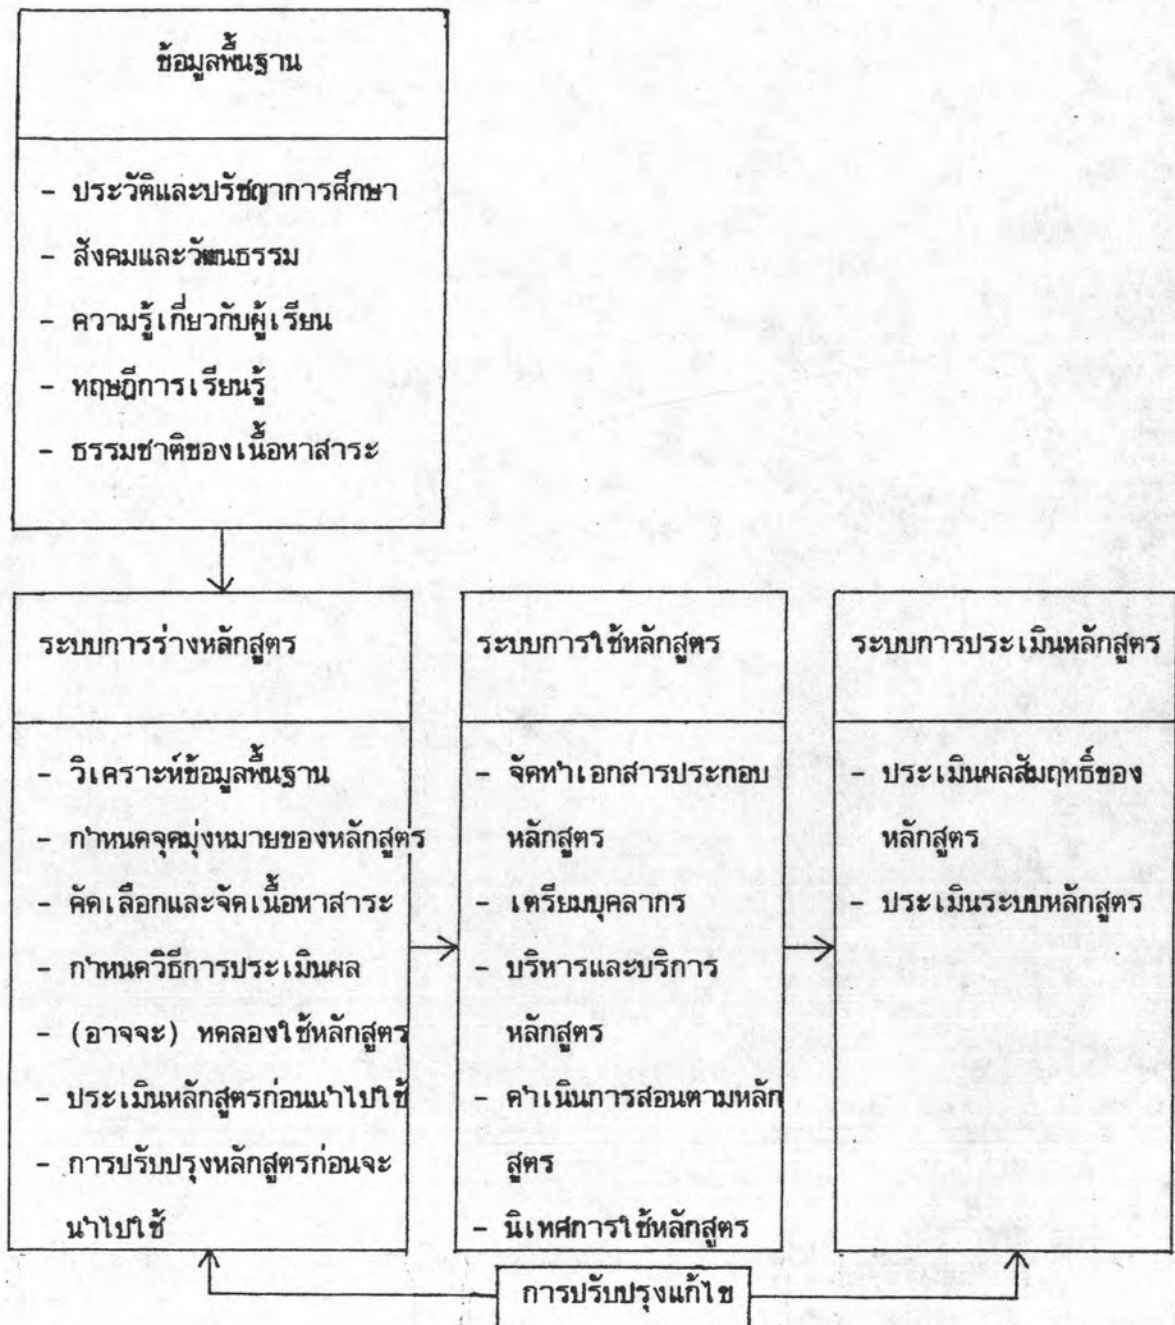 ข้อมูลพื้นฐาน
- ประวัติและปรัชญาการศึกษา
- สังคมและวัฒนธรรม
- ความรู้เกี่ยวกับผู้เรียน
- ทฤษฎีการเรียนรู้
- ธรรมชาติของเนื้อหาสาระ
ระบบการร่างหลักสูตร
- วิเคราะห์ข้อมูลพื้นฐาน
- กำหนดจุดมุ่งหมายของหลักสูตร
- คัดเลือกและจัดเนื้อหาสาระ
- กำหนดวิธีการประเมินผล
- (อาจจะ) ทดลองใช้หลักสูตร
- ประเมินหลักสูตรก่อนนำไปใช้
- การปรับปรุงหลักสูตรก่อนจะ
นำไปใช้
ระบบการใช้หลักสูตร
- จัดทำเอกสารประกอบ
หลักสูตร
- เตรียมบุคลากร
- บริหารและบริการ
หลักสูตร
- ดำเนินการสอนตามหลัก
สูตร
- นิเทศการใช้หลักสูตร
ระบบการประเมินหลักสูตร
- ประเมินผลสัมฤทธิ์ของ
หลักสูตร
- ประเมินระบบหลักสูตร
การปรับปรุงแก้ไข